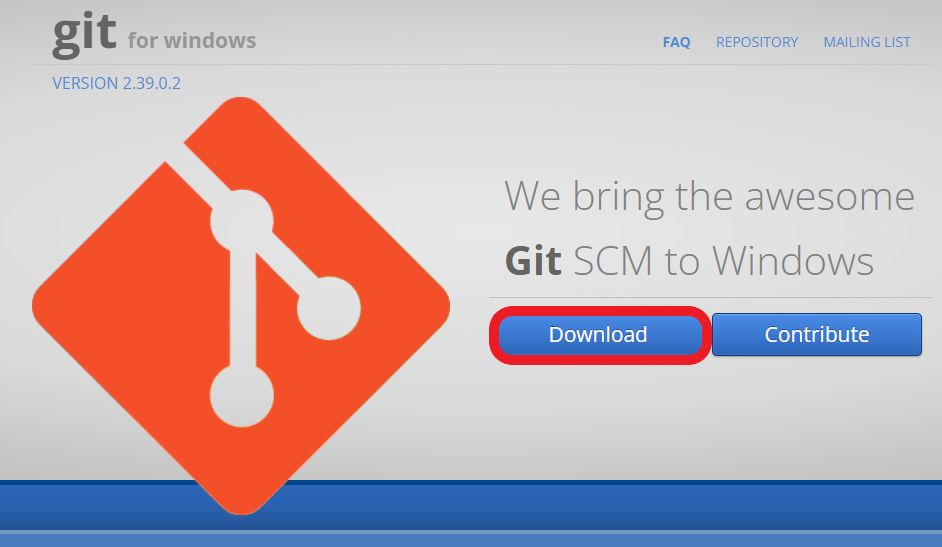 git for windows
FAQ REPOSITORY MAILING LIST
VERSION 2.39.0.2
We bring the awesome
Git SCM to Windows
Download Contribute